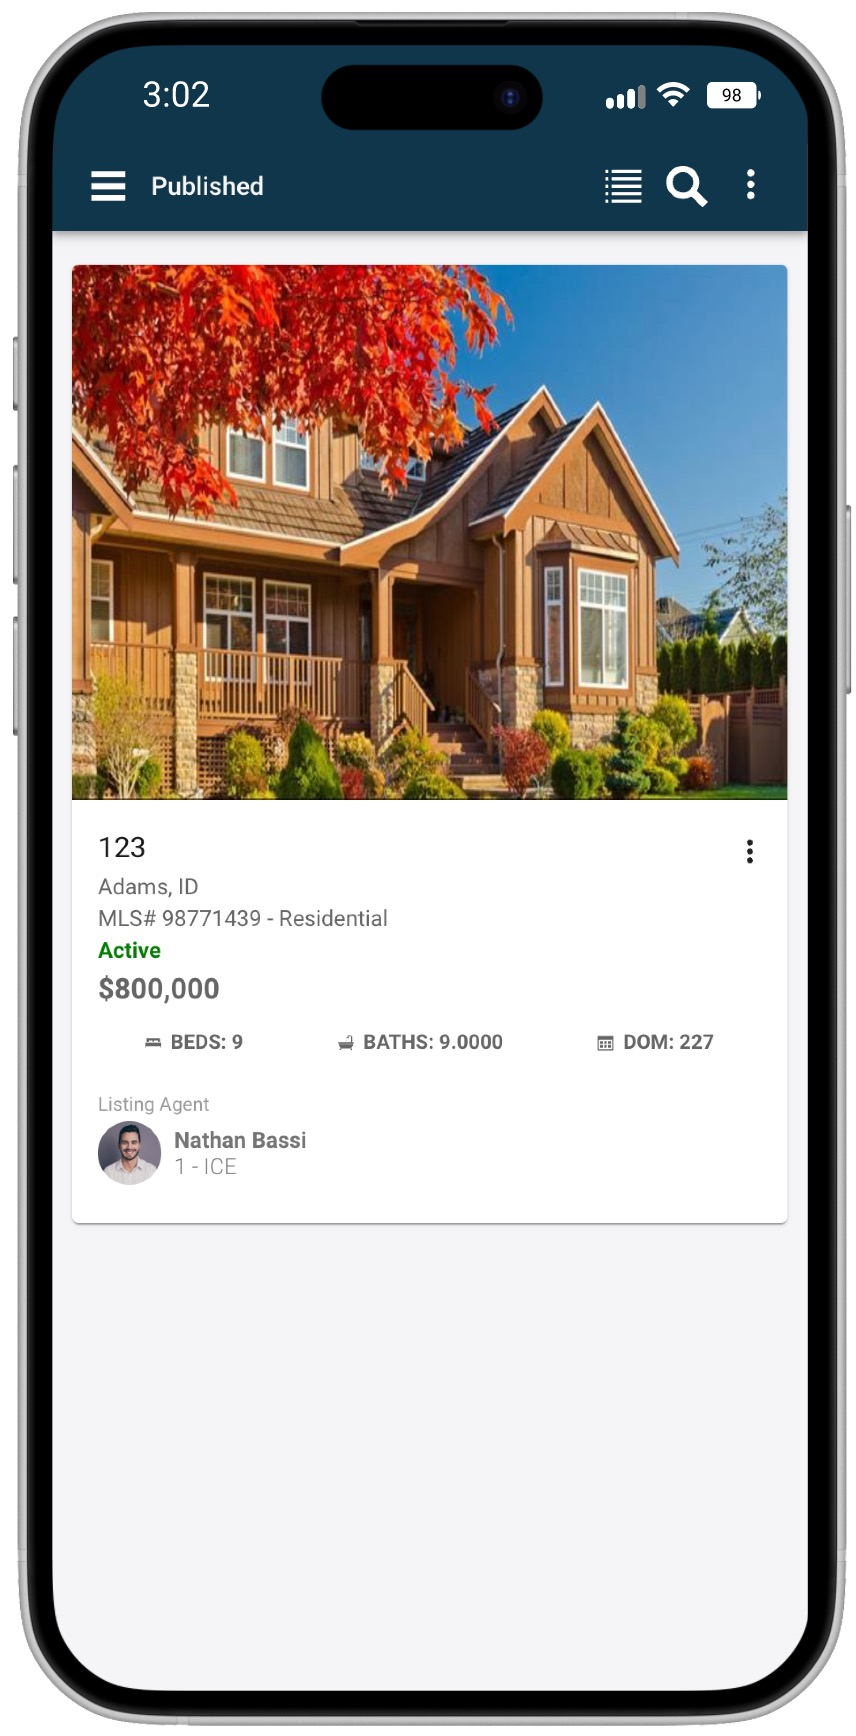 3:02
98
Published
123
Adams, ID
MLS# 98771439 - Residential
Active
$800,000
BEDS: 9 BATHS: 9.0000 DOM: 227
Listing Agent
Nathan Bassi
1 - ICE